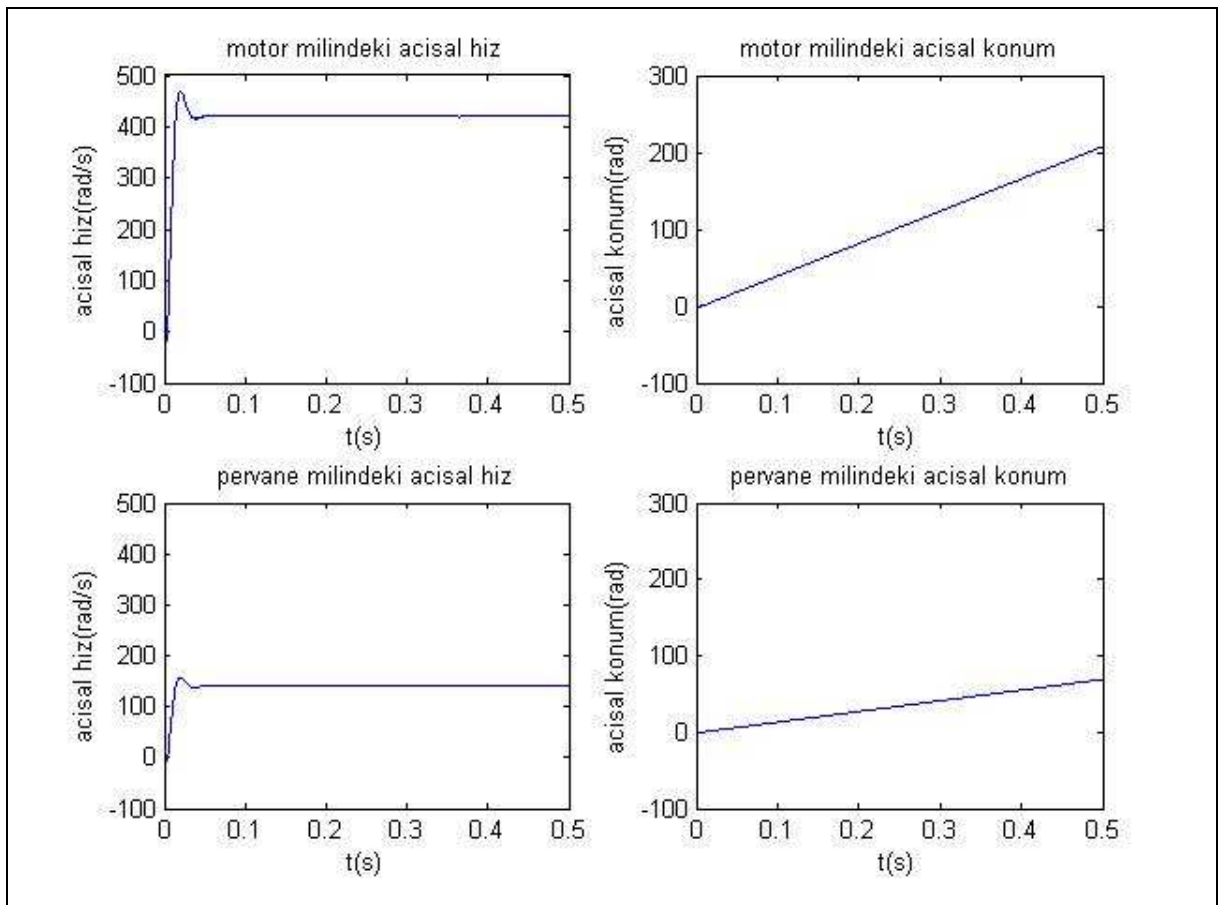 motor milindeki acisal hiz
acisal hiz(rad/s)
500
400
300
200
100
0
-100
0 0.1 0.2 0.3 0.4 0.5
t(s)
motor milindeki acisal konum
acisal konum(rad)
300
200
100
0
-100
0 0.1 0.2 0.3 0.4 0.5
t(s)
pervane milindeki acisal hiz
acisal hiz(rad/s)
500
400
300
200
100
0
-100
0 0.1 0.2 0.3 0.4 0.5
t(s)
pervane milindeki acisal konum
acisal konum(rad)
300
200
100
0
-100
0 0.1 0.2 0.3 0.4 0.5
t(s)